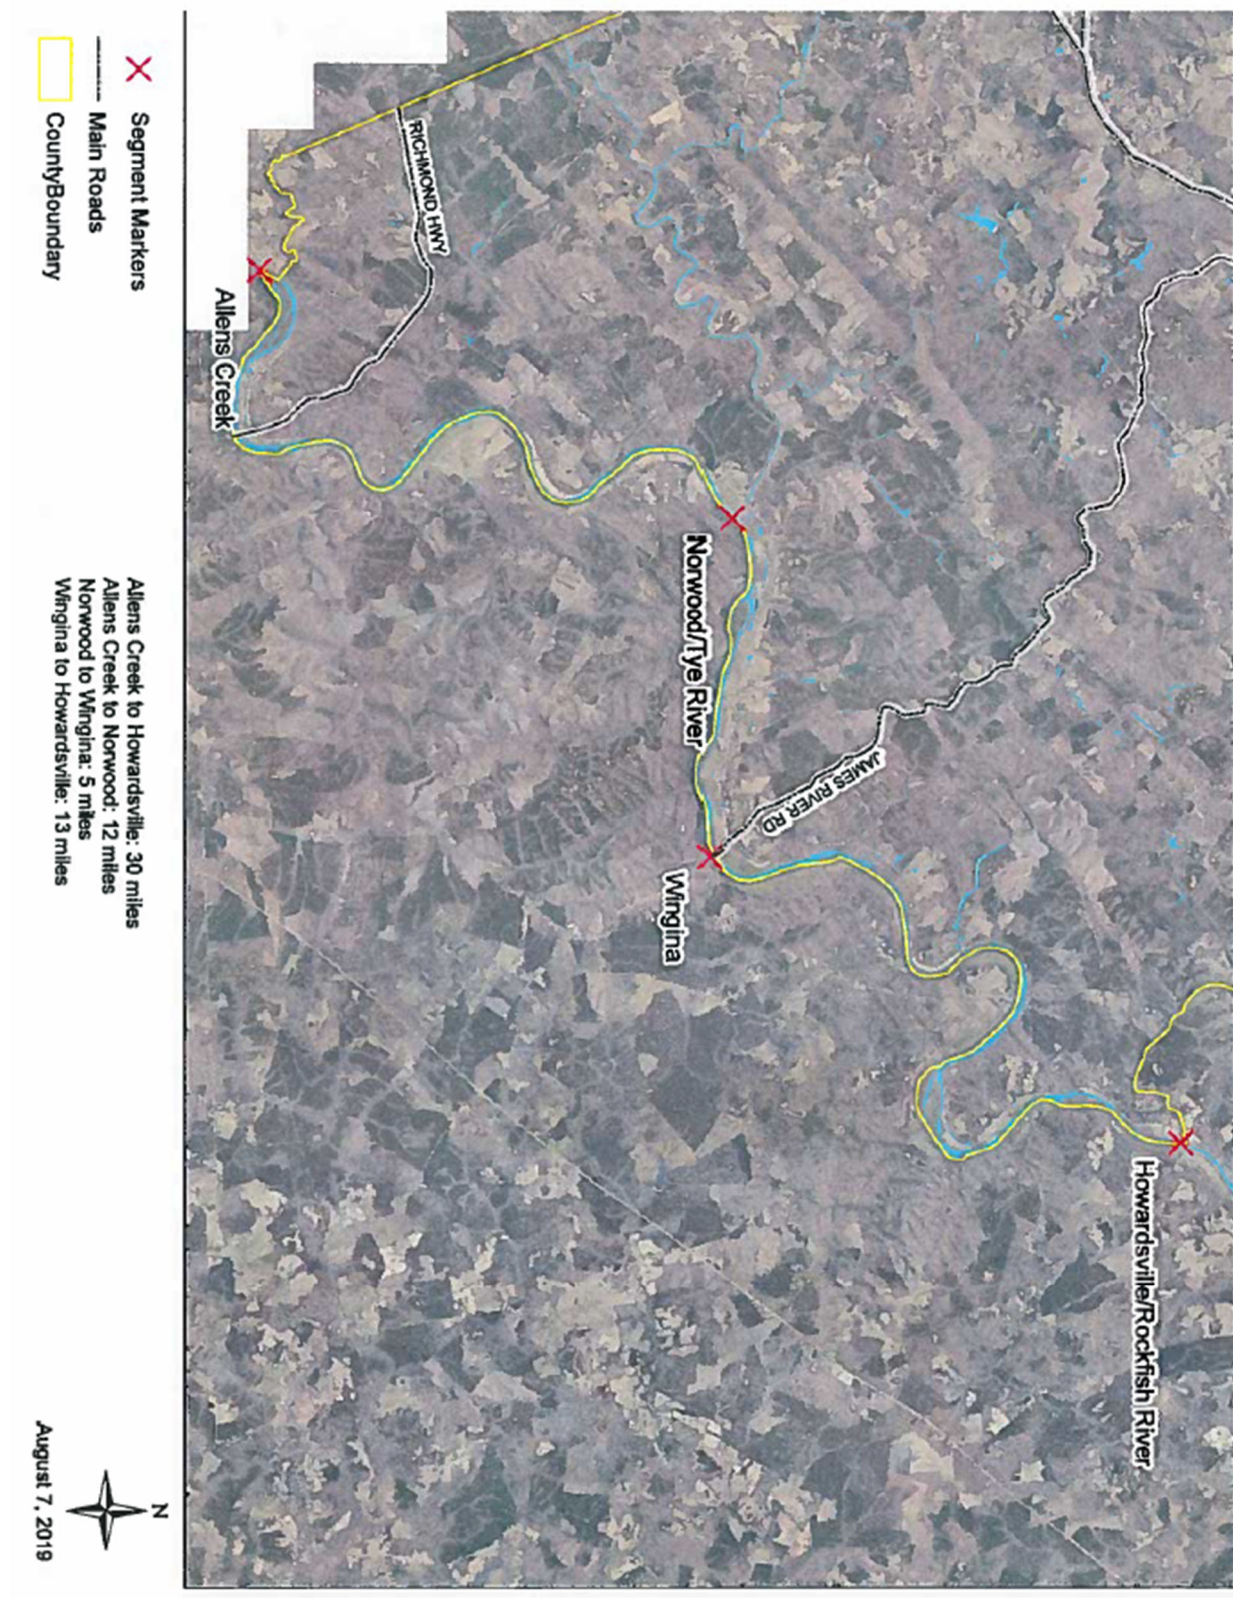 RICHMOND HWY
Allens Creek
Norwood/Tye River
JAMES RIVER RD
Wingina
Howardsville/Rockfish River
Segment Markers
Main Roads
CountyBoundary
Allens Creek to Howardsville: 30 miles
Allens Creek to Norwood: 12 miles
Norwood to Wingina: 5 miles
Wingina to Howardsville: 13 miles
N
August 7, 2019